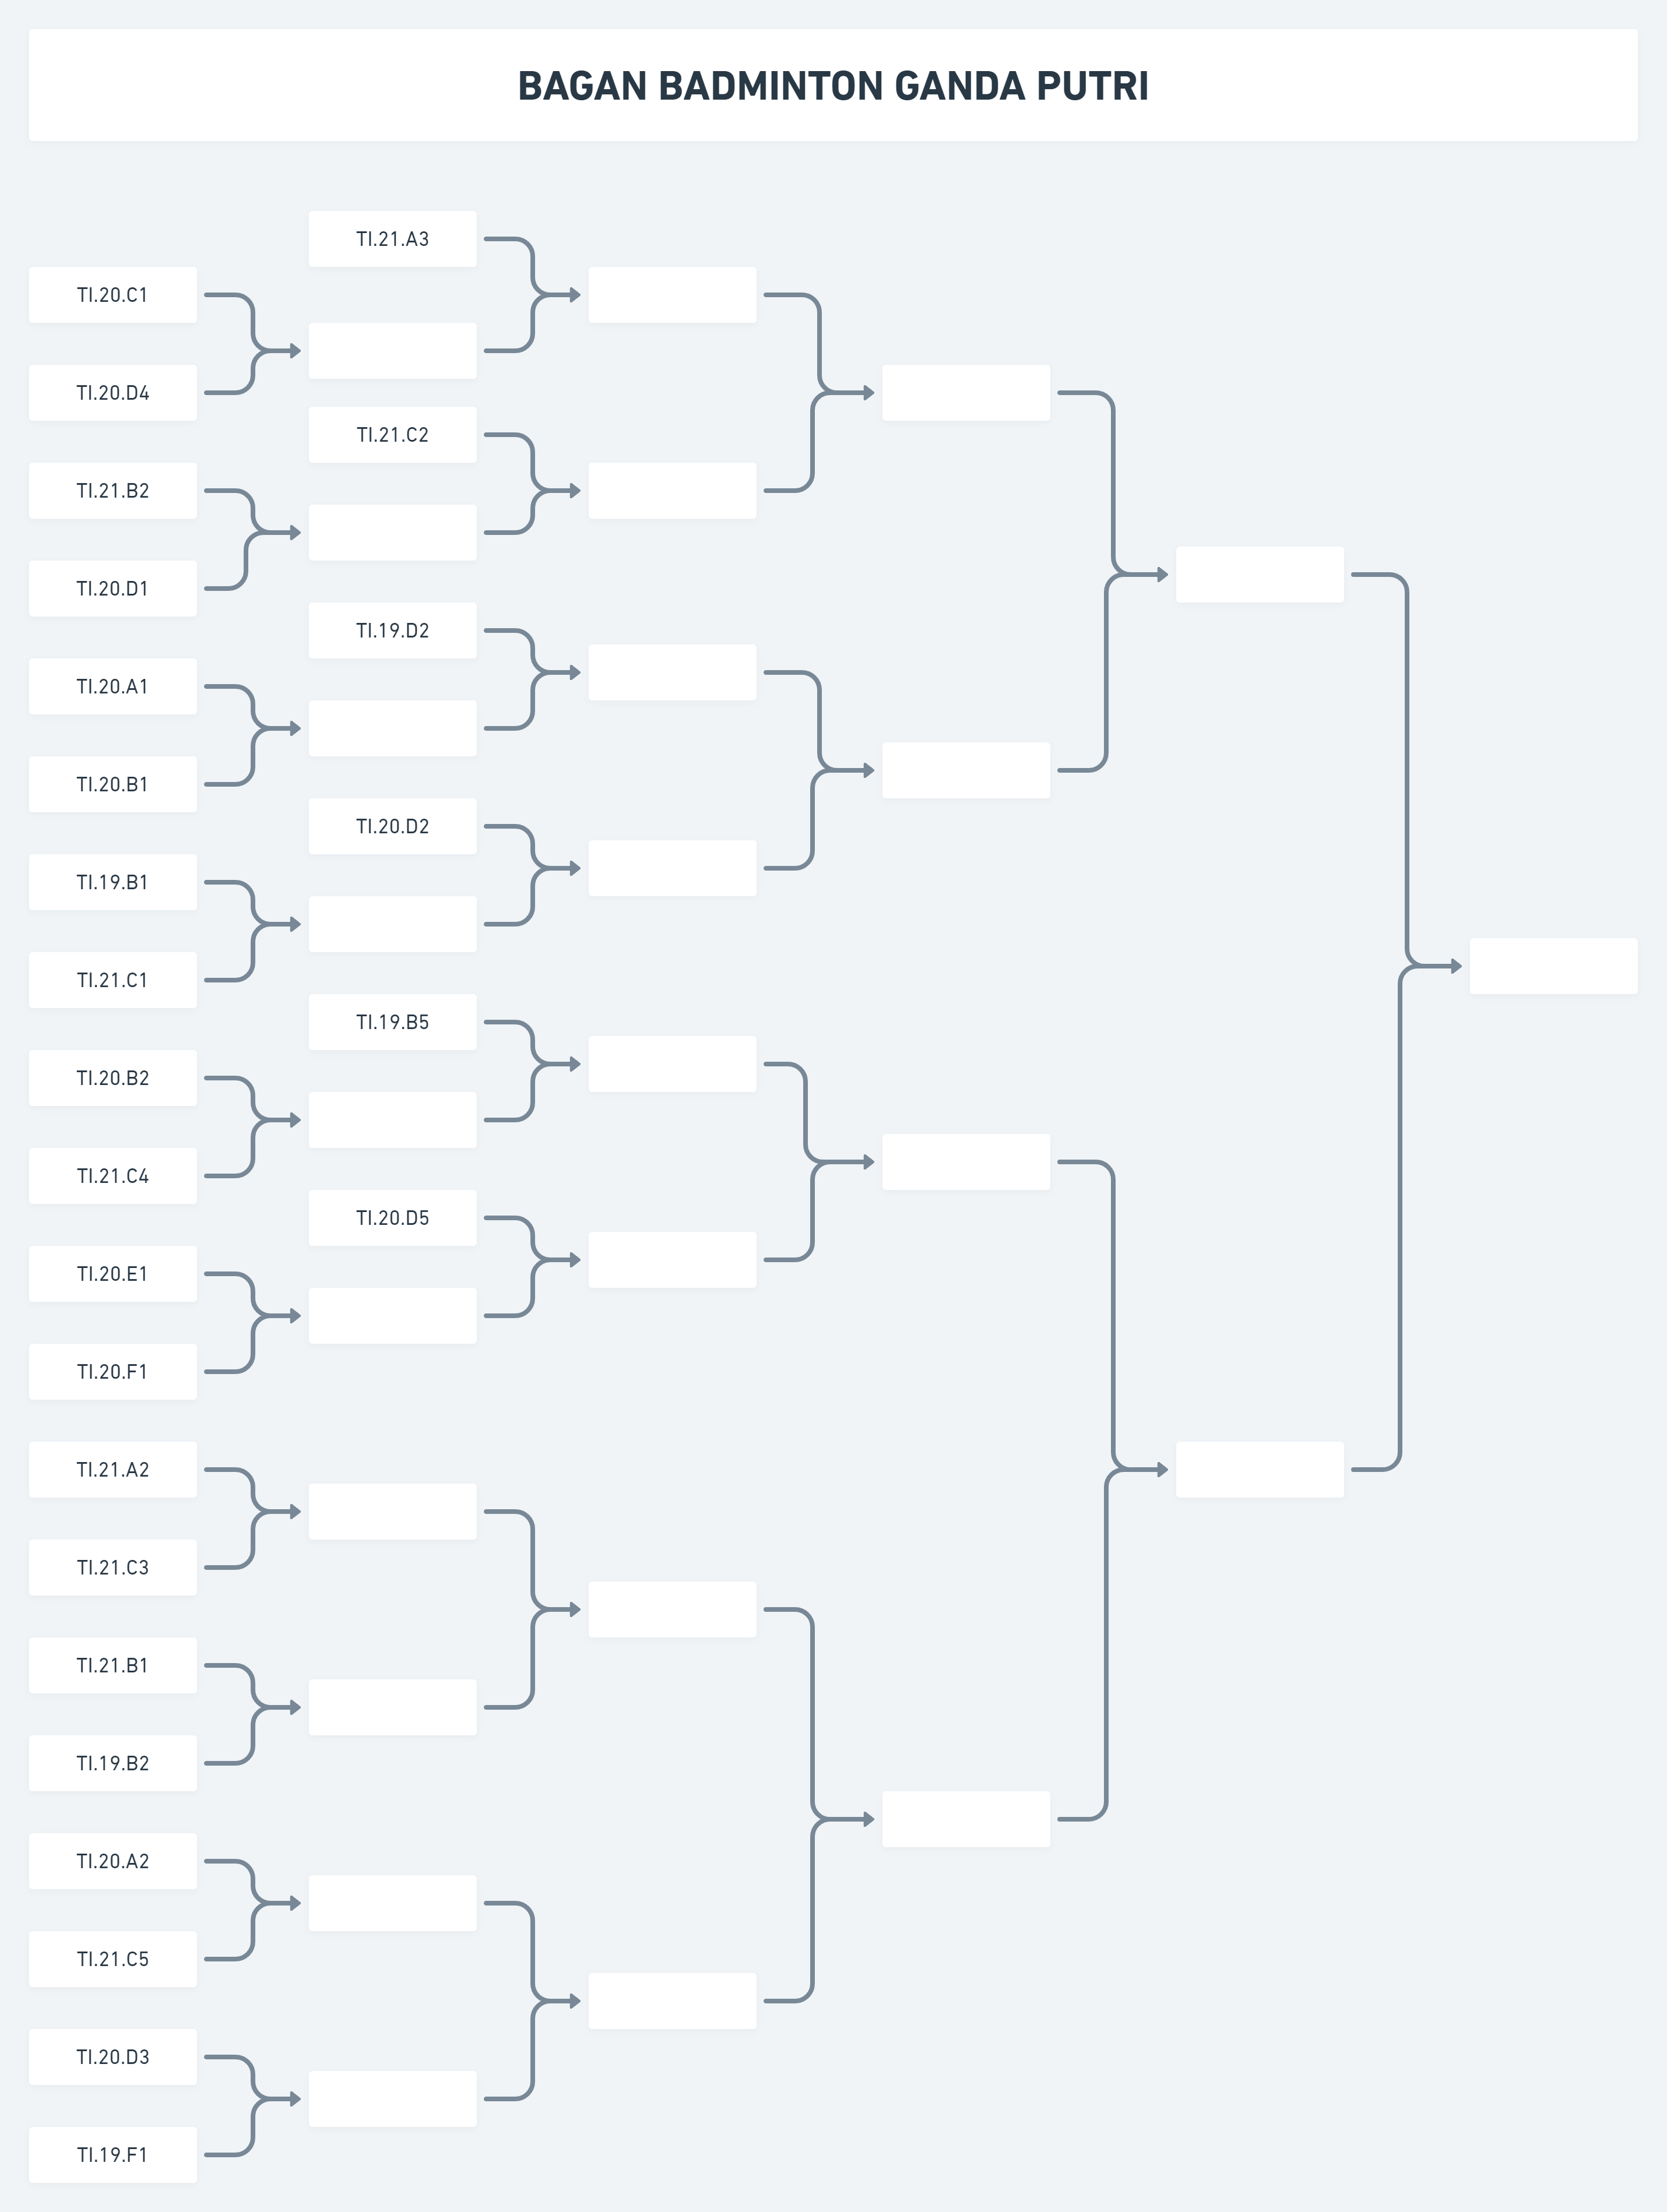 BAGAN BADMINTON GANDA PUTRI
TI.21.A3
TI.20.C1
TI.20.D4
TI.21.C2
TI.21.B2
TI.20.D1
TI.19.D2
TI.20.A1
TI.20.B1
TI.20.D2
TI.19.B1
TI.21.C1
TI.19.B5
TI.20.B2
TI.21.C4
TI.20.D5
TI.20.E1
TI.20.F1
TI.21.A2
TI.21.C3
TI.21.B1
TI.19.B2
TI.20.A2
TI.21.C5
TI.20.D3
TI.19.F1